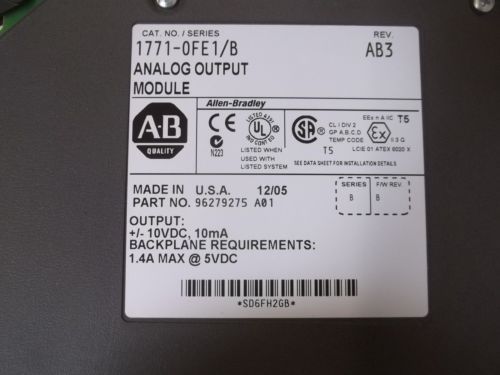 CAT. NO. / SERIES
1771-OFE1/B
REV.
AB3
ANALOG OUTPUT
MODULE
Allen-Bradley
A-B
QUALITY
CE
N223
LISTED
UL
LISTED WHEN
USED WITH
LISTED SYSTEM
SA
CL / DIV 2
GP A,B,C,D
TEMP CODE
T5
EEx n A IIC T5
Ex
II 3 G
LCIE 01 ATEX 6020 X
SEE DATA SHEET FOR INSTALLATION DETAILS
MADE IN U.S.A. 12/05
PART NO. 96279275 A01
SERIES
B
F/W REV.
B
OUTPUT:
+/- 10VDC, 10mA
BACKPLANE REQUIREMENTS:
1.4A MAX @ 5VDC
*SD6FH2GB*